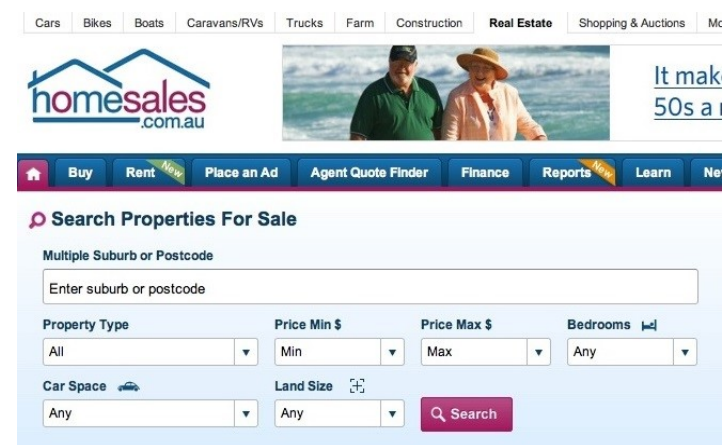 Cars Bikes Boats Caravans/RVs Trucks Farm Construction Real Estate Shopping & Auctions
homesales
.com.au
It
50s a
Buy Rent New Place an Ad Agent Quote Finder Finance Reports New Learn
Search Properties For Sale
Multiple Suburb or Postcode
Enter suburb or postcode
Property Type Price Min $ Price Max $ Bedrooms
All Min Max Any
Car Space Land Size
Any Any Search